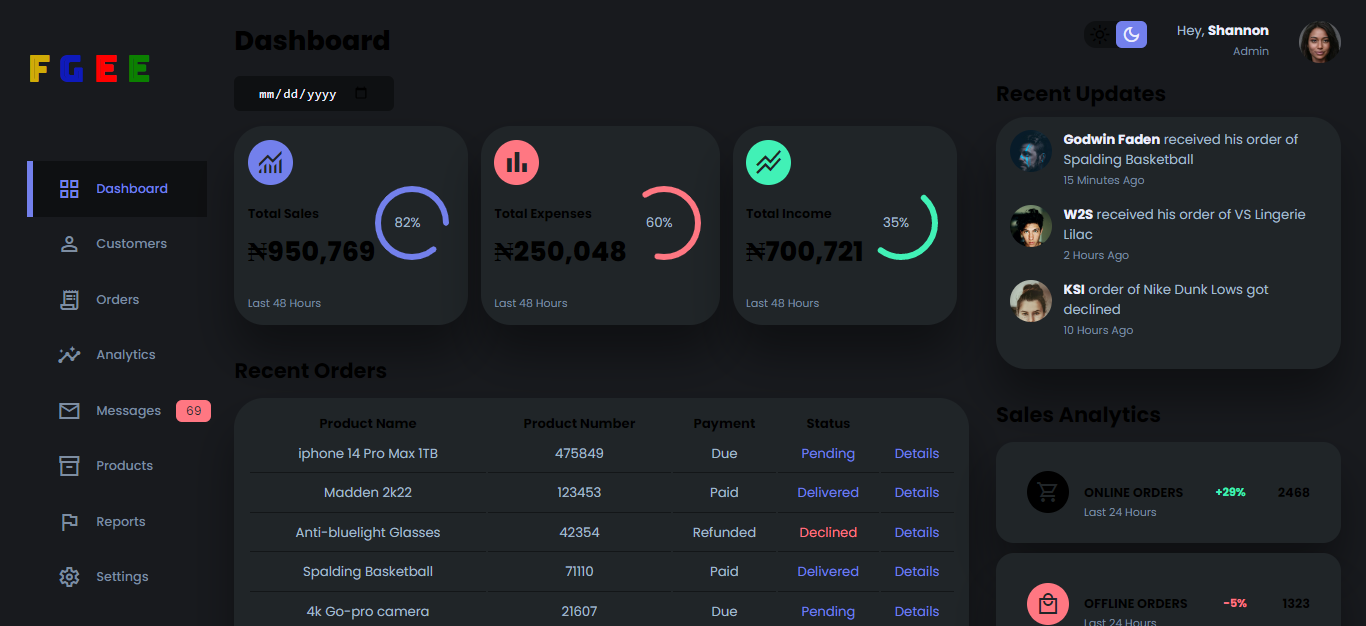 FGEE
Dashboard
Customers
Orders
Analytics
Messages 69
Products
Reports
Settings
Dashboard
mm/dd/yyyy
Total Sales
₦950,769
82%
Last 48 Hours
Total Expenses
₦250,048
60%
Last 48 Hours
Total Income
₦700,721
35%
Last 48 Hours
Recent Orders
Product Name Product Number Payment Status
iphone 14 Pro Max 1TB 475849 Due Pending Details
Madden 2k22 123453 Paid Delivered Details
Anti-bluelight Glasses 42354 Refunded Declined Details
Spalding Basketball 71110 Paid Delivered Details
4k Go-pro camera 21607 Due Pending Details
Hey, Shannon
Admin
Recent Updates
Godwin Faden received his order of
Spalding Basketball
15 Minutes Ago
W2S received his order of VS Lingerie
Lilac
2 Hours Ago
KSI order of Nike Dunk Lows got
declined
10 Hours Ago
Sales Analytics
ONLINE ORDERS +29% 2468
Last 24 Hours
OFFLINE ORDERS -5% 1323
Last 24 Hours